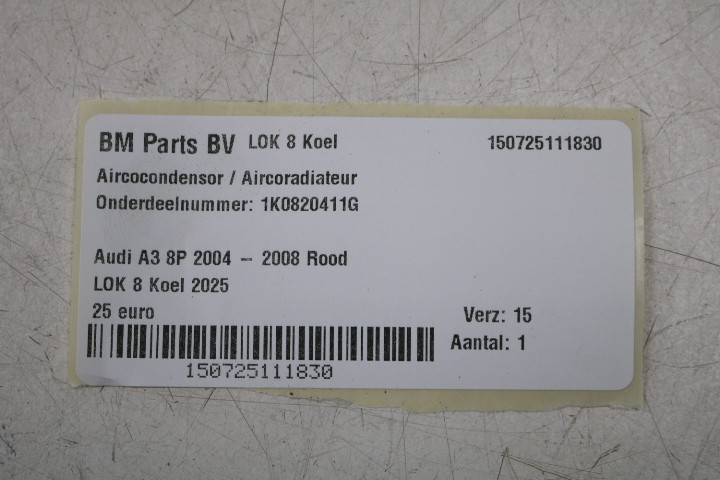 BM Parts BV LOK 8 Koel 150725111830
Aircocondensor / Aircoradiateur
Onderdeelnummer: 1K0820411G
Audi A3 8P 2004 - 2008 Rood
LOK 8 Koel 2025
25 euro Verz: 15
Aantal: 1
150725111830